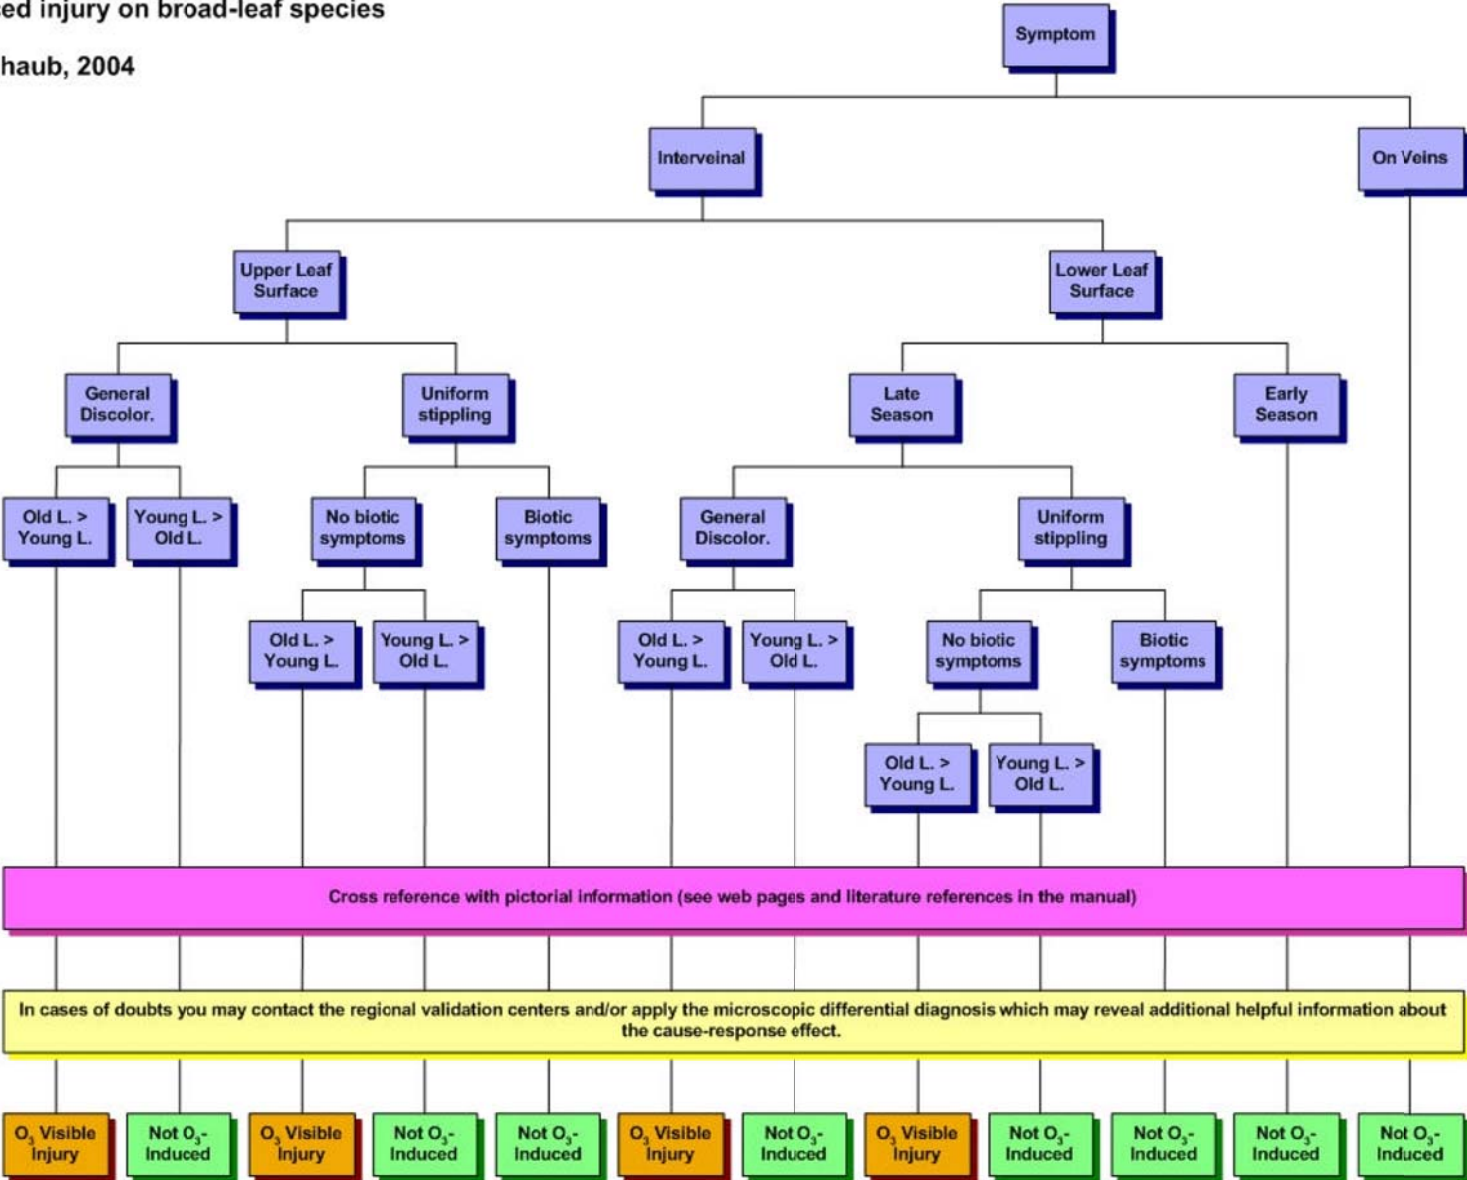 ced injury on broad-leaf species
haub, 2004
Symptom
Interveinal
On Veins
Upper Leaf
Surface
Lower Leaf
Surface
General
Discolor.
Uniform
stippling
Late
Season
Early
Season
Old L. >
Young L.
Young L. >
Old L.
No biotic
symptoms
Biotic
symptoms
General
Discolor.
Uniform
stippling
Old L. >
Young L.
Young L. >
Old L.
Old L. >
Young L.
Young L. >
Old L.
No biotic
symptoms
Biotic
symptoms
Old L. >
Young L.
Young L. >
Old L.
Cross reference with pictorial information (see web pages and literature references in the manual)
In cases of doubts you may contact the regional validation centers and/or apply the microscopic differential diagnosis which may reveal additional helpful information about
the cause-response effect.
O3 Visible
Injury
Not O3-
Induced
O3 Visible
Injury
Not O3-
Induced
Not O3-
Induced
O3 Visible
Injury
Not O3-
Induced
O3 Visible
Injury
Not O3-
Induced
Not O3-
Induced
Not O3-
Induced
Not O3-
Induced